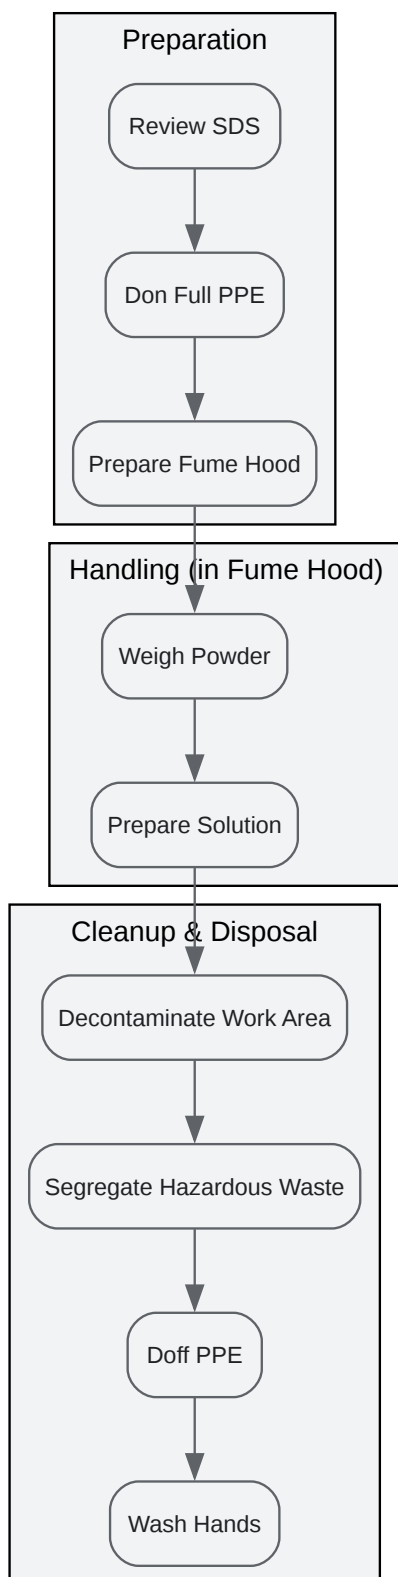 Preparation
Review SDS
Don Full PPE
Prepare Fume Hood
Handling (in Fume Hood)
Weigh Powder
Prepare Solution
Cleanup & Disposal
Decontaminate Work Area
Segregate Hazardous Waste
Doff PPE
Wash Hands